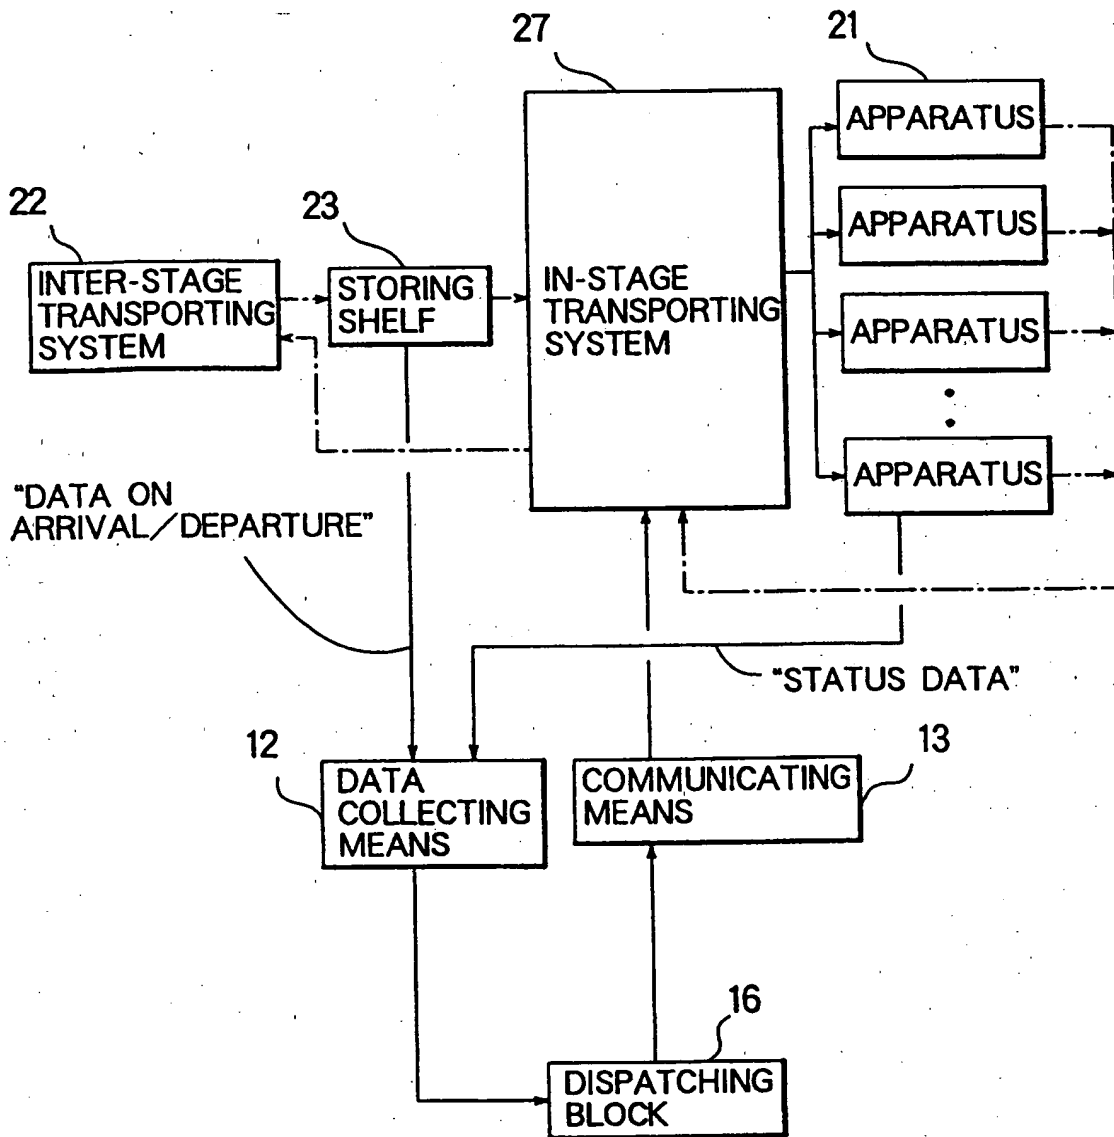 27
21
APPARATUS
22
23
APPARATUS
INTER-STAGE
TRANSPORTING
SYSTEM
STORING
SHELF
IN-STAGE
TRANSPORTING
SYSTEM
APPARATUS
APPARATUS
"DATA ON
ARRIVAL/DEPARTURE"
"STATUS DATA"
12
13
DATA
COLLECTING
MEANS
COMMUNICATING
MEANS
16
DISPATCHING
BLOCK